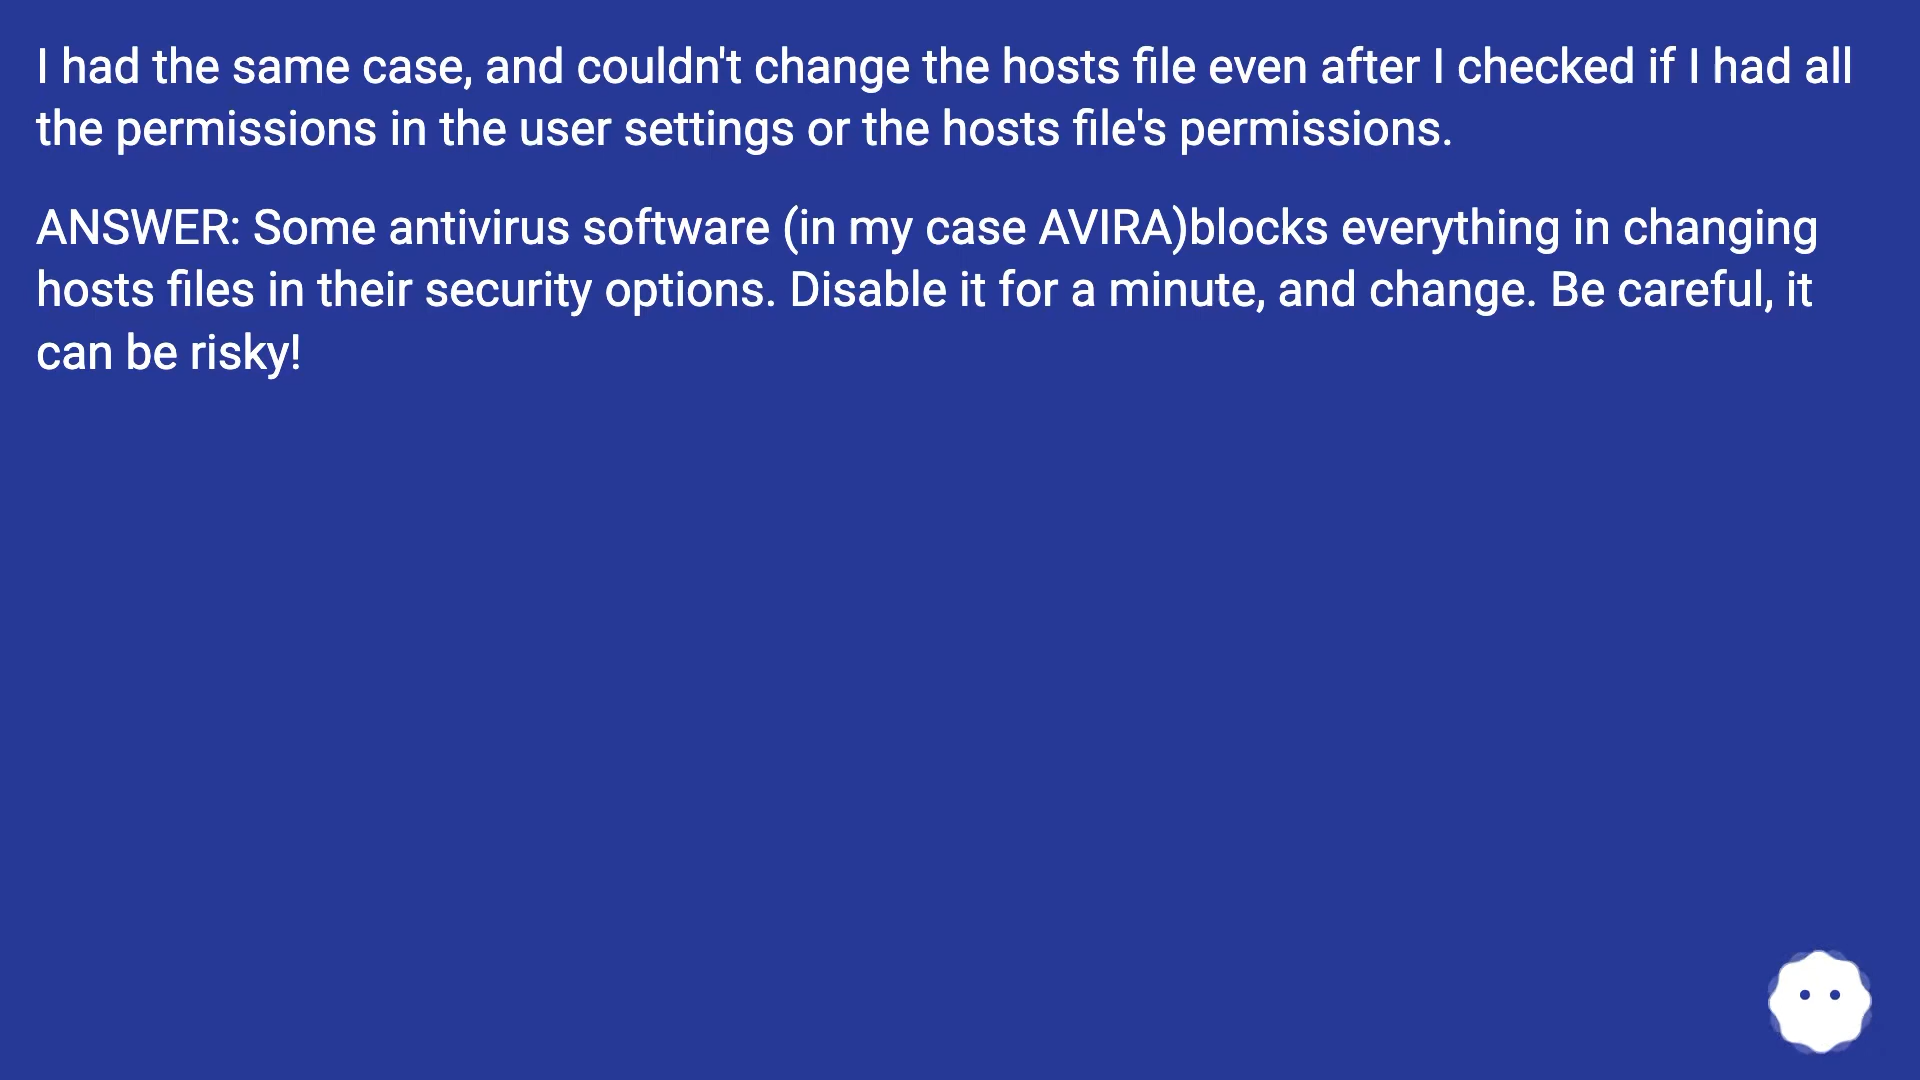 I had the same case, and couldn't change the hosts file even after I checked if I had all
the permissions in the user settings or the hosts file's permissions.
ANSWER: Some antivirus software (in my case AVIRA)blocks everything in changing
hosts files in their security options. Disable it for a minute, and change. Be careful, it
can be risky!